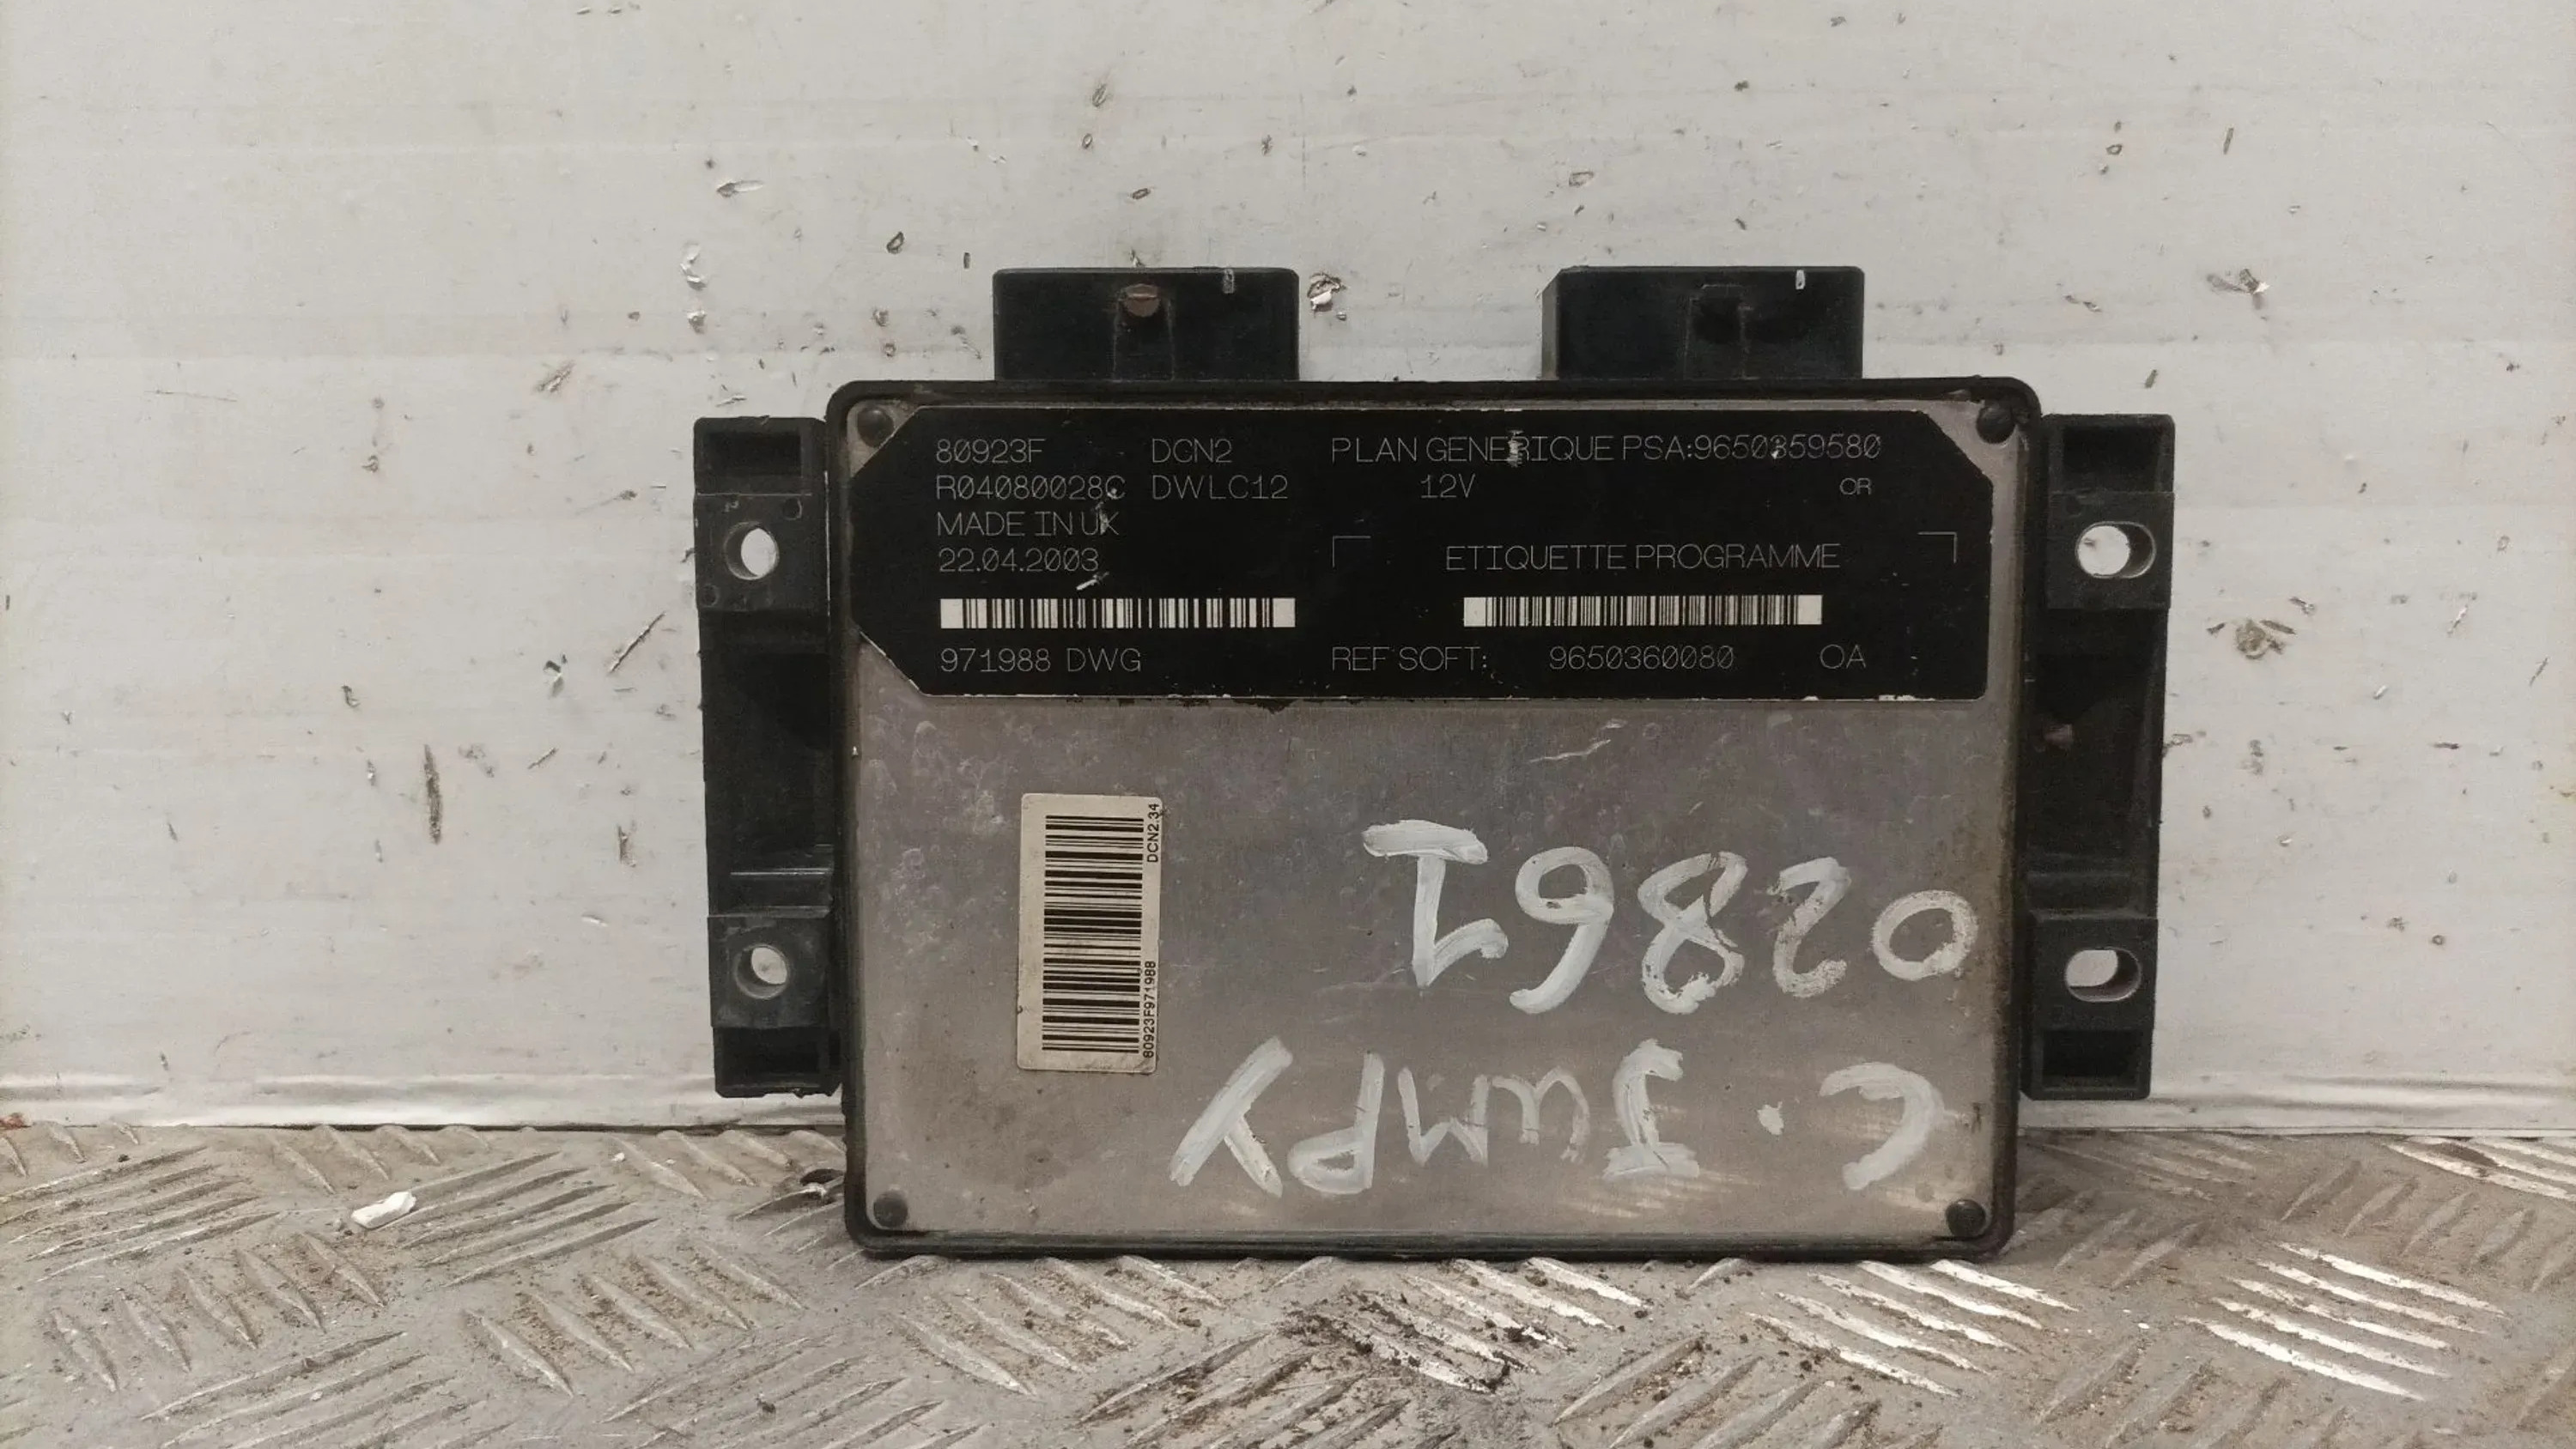 80923F DCN2 PLAN GENERIQUE PSA:9650359580
R04080028C DWLC12 12V OR
MADE IN UK
22.04.2003
ETIQUETTE PROGRAMME
971988 DWG REF SOFT: 9650360080 OA
80923F971988 DCN2.34
C. JUMPY
02861